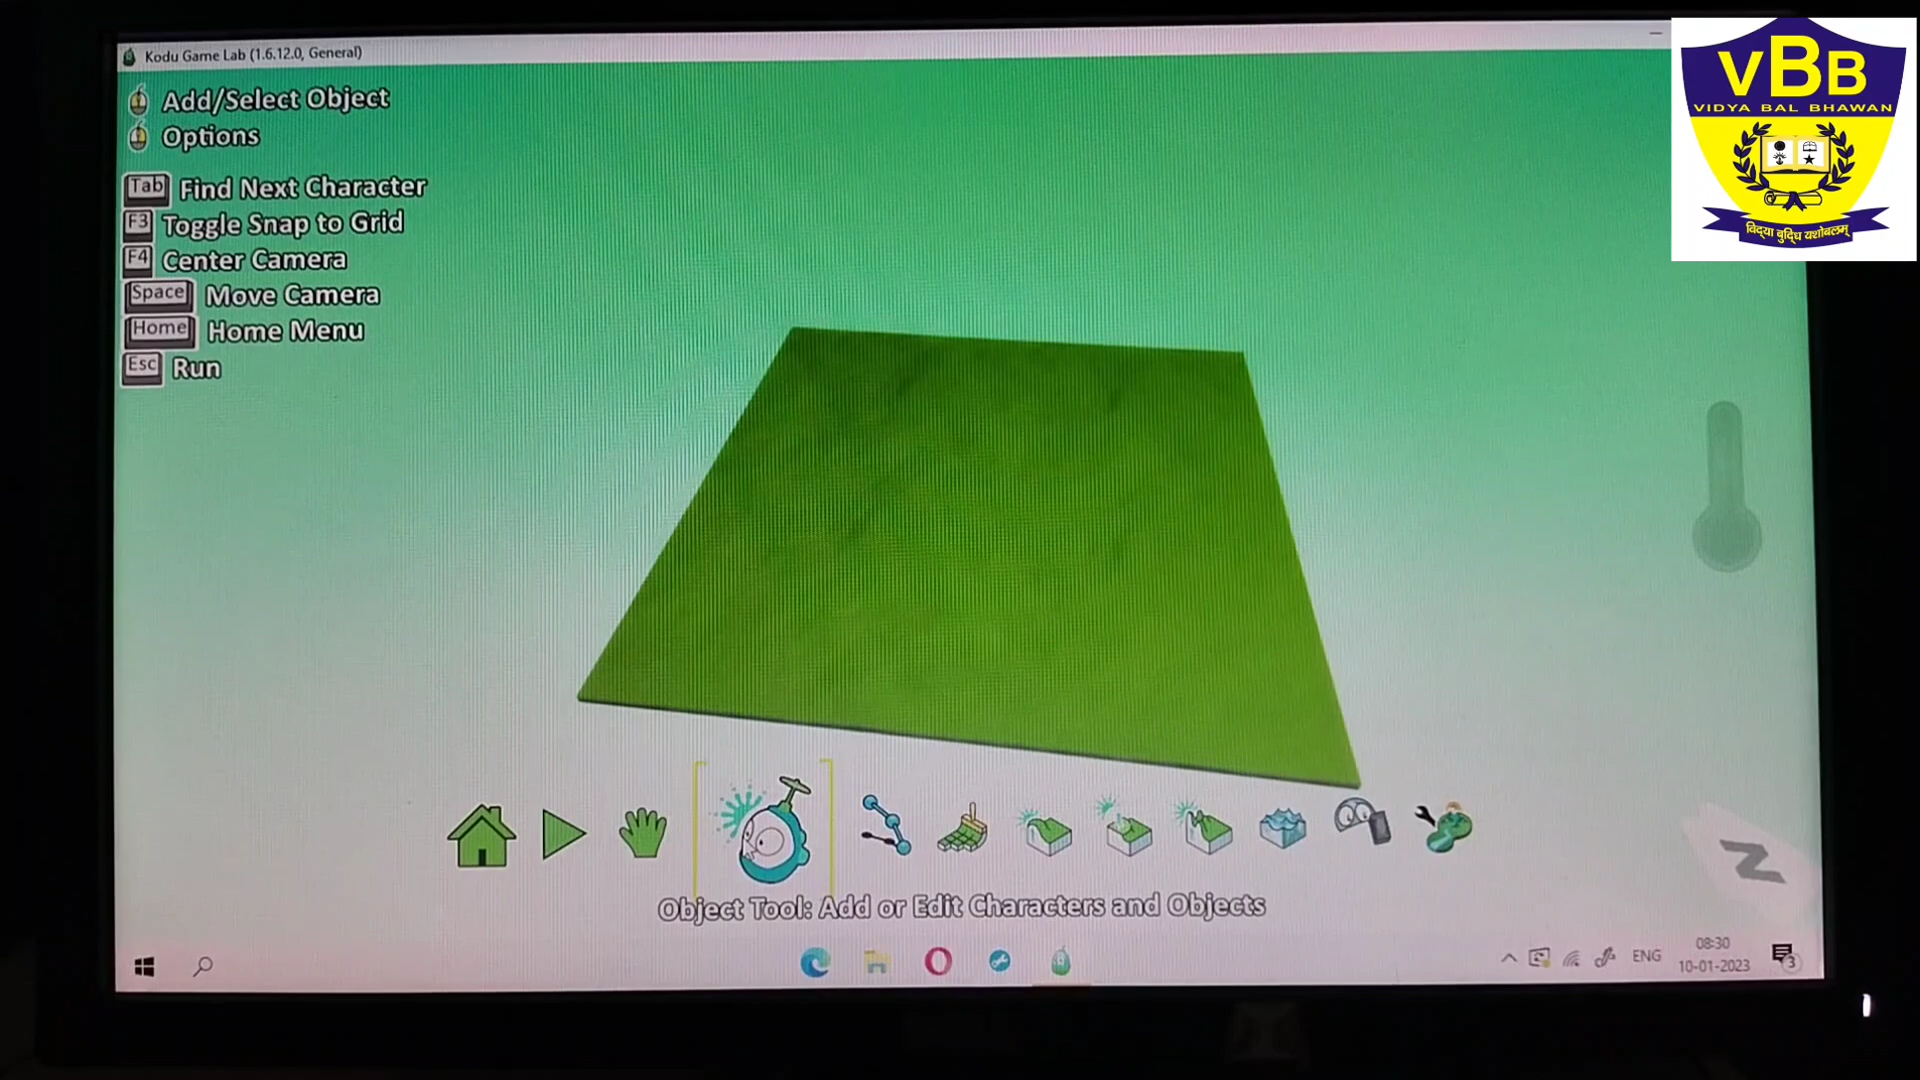 Kodu Game Lab (1.6.12.0, General)
Add/Select Object
Options
Tab Find Next Character
F3 Toggle Snap to Grid
F4 Center Camera
Space Move Camera
Home Home Menu
Esc Run
VBB
VIDYA BAL BHAWAN
विद्या बुद्धि यशोबलम्
Object Tool: Add or Edit Characters and Objects
ENG
08:30
10-01-2023
3